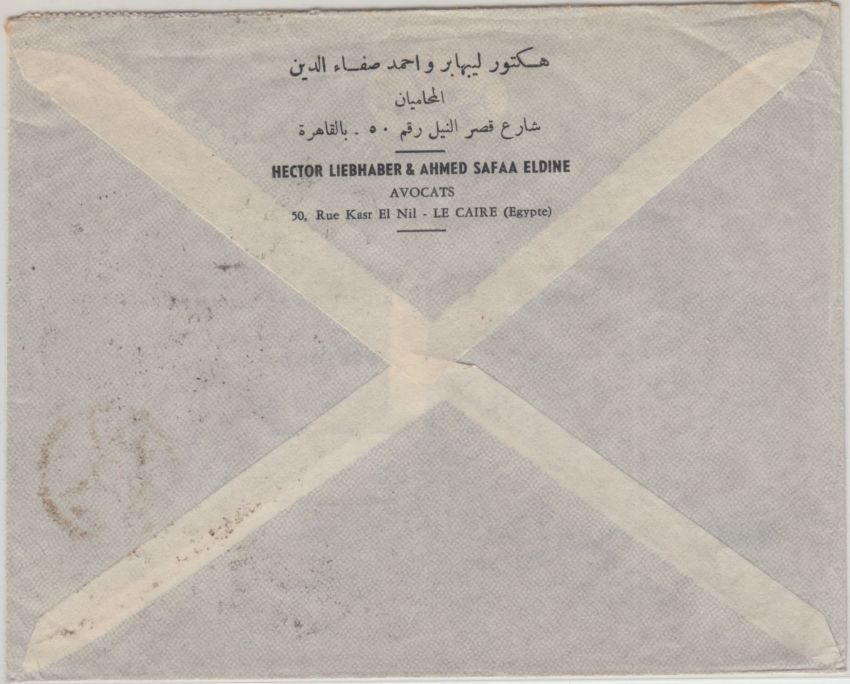 هكتور ليبهابر و احمد صفاء الدين
المحاميان
شارع قصر النيل رقم ٥٠ - بالقاهرة
HECTOR LIEBHABER & AHMED SAFAA ELDINE
AVOCATS
50, Rue Kasr El Nil - LE CAIRE (Egypte)